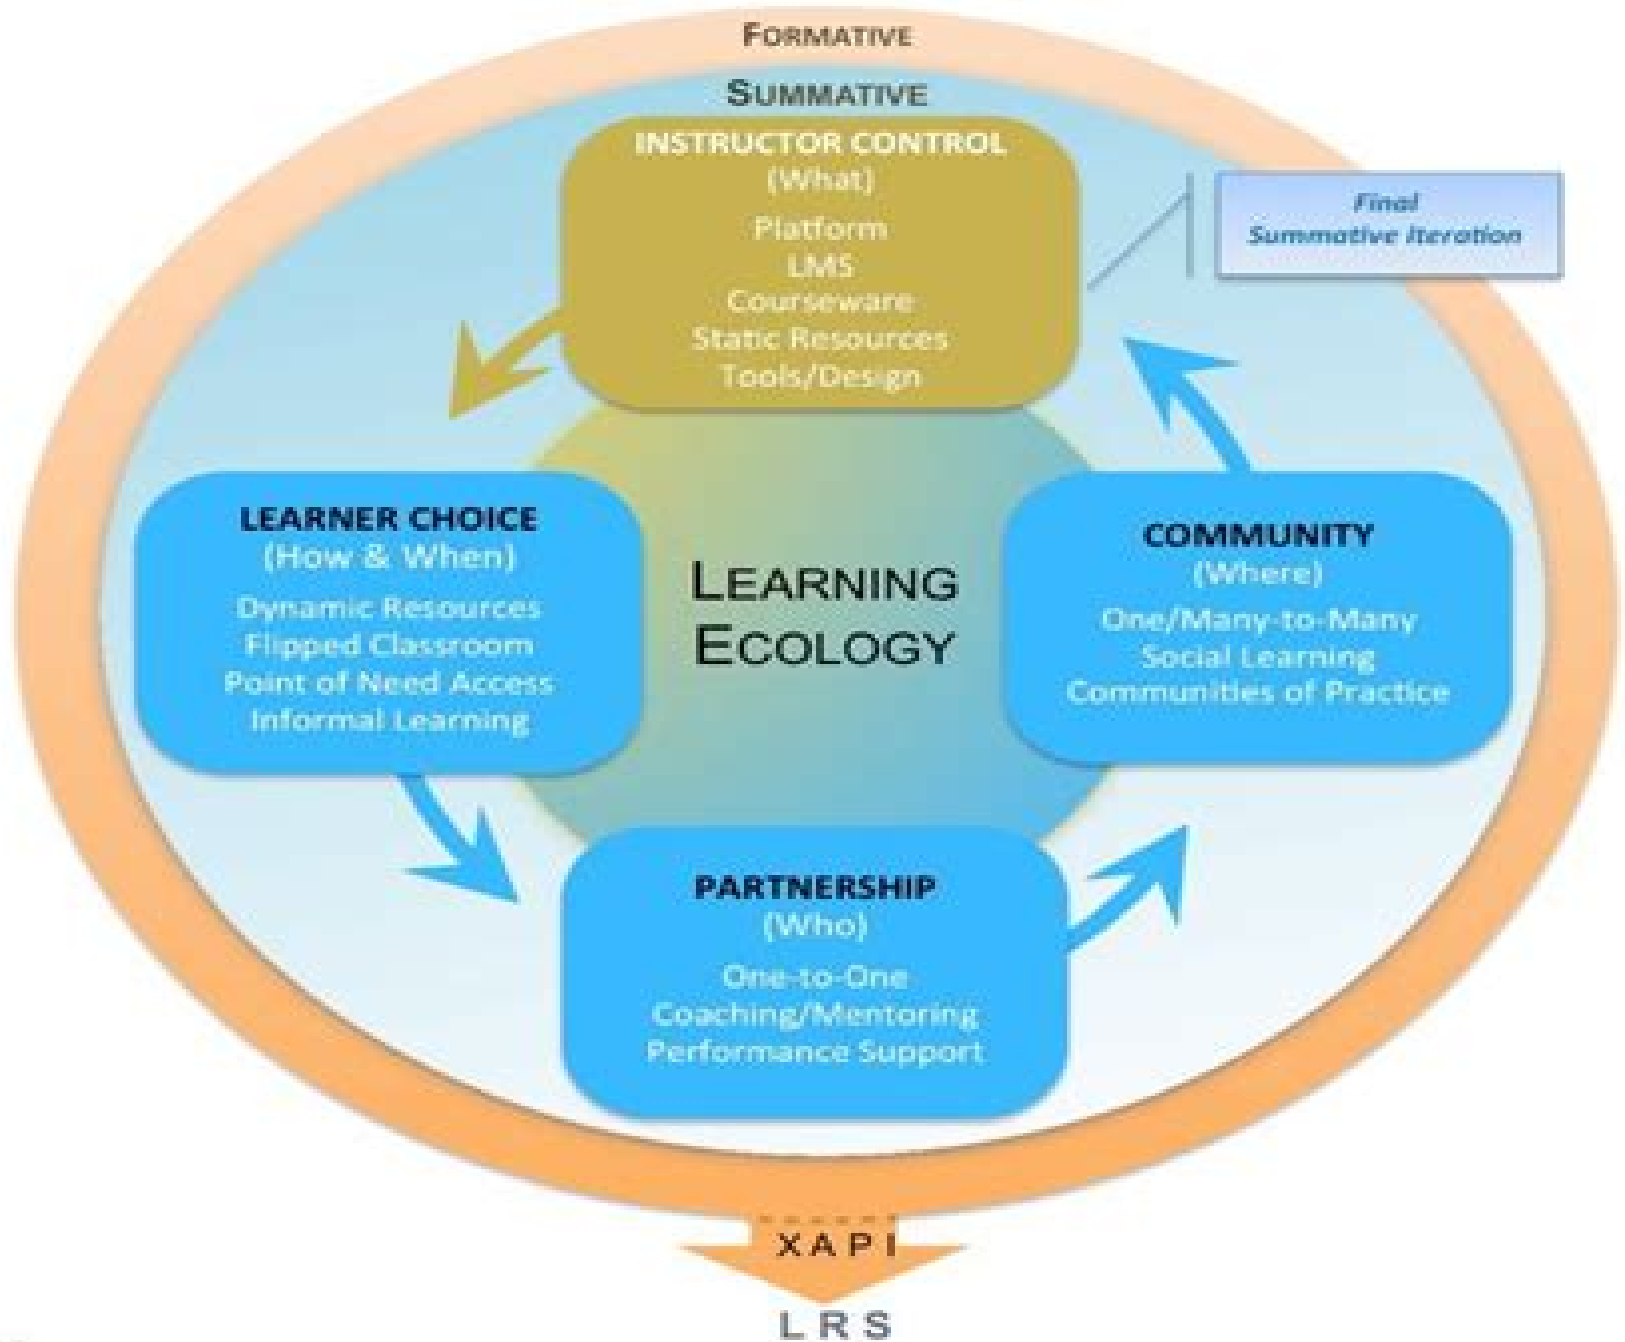 FORMATIVE
SUMMATIVE
INSTRUCTOR CONTROL
(What)
Platform
LMS
Courseware
Static Resources
Tools/Design
Final
Summative Iteration
LEARNER CHOICE
(How & When)
Dynamic Resources
Flipped Classroom
Point of Need Access
Informal Learning
LEARNING
ECOLOGY
COMMUNITY
(Where)
One/Many-to-Many
Social Learning
Communities of Practice
PARTNERSHIP
(Who)
One-to-One
Coaching/Mentoring
Performance Support
XAPI
LRS